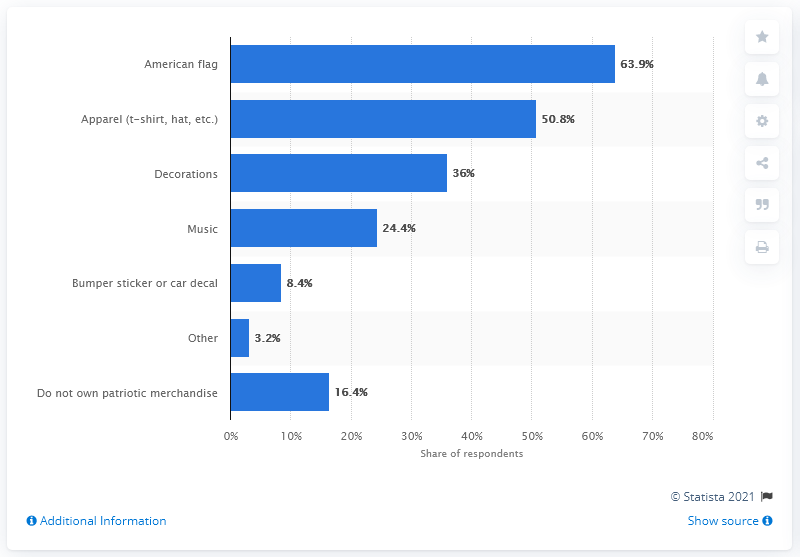 American flag 63.9%
Apparel (t-shirt, hat, etc.) 50.8%
Decorations 36%
Music 24.4%
Bumper sticker or car decal 8.4%
Other 3.2%
Do not own patriotic merchandise 16.4%
0% 10% 20% 30% 40% 50% 60% 70% 80%
Share of respondents
© Statista 2021
Additional Information Show source